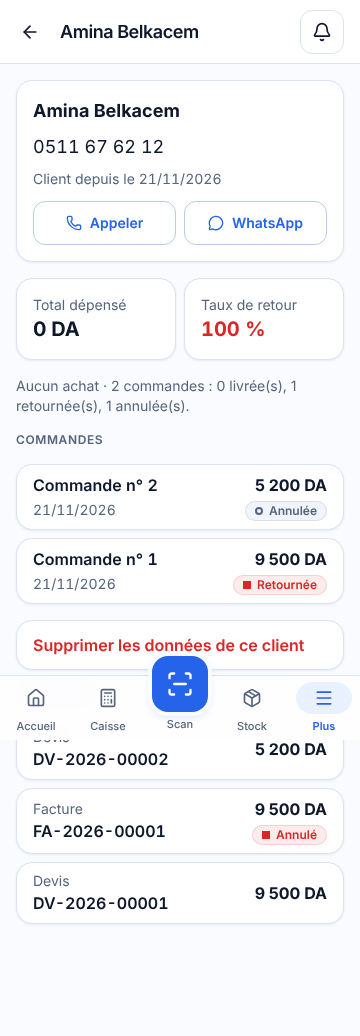 Amina Belkacem
Amina Belkacem
0511 67 62 12
Client depuis le 21/11/2026
Appeler
WhatsApp
Total dépensé
0 DA
Taux de retour
100 %
Aucun achat · 2 commandes : 0 livrée(s), 1
retournée(s), 1 annulée(s).
COMMANDES
Commande n° 2
5 200 DA
21/11/2026
Annulée
Commande n° 1
9 500 DA
21/11/2026
Retournée
Supprimer les données de ce client
Accueil
Caisse
Scan
Stock
Plus
Devis
DV-2026-00002
5 200 DA
Facture
FA-2026-00001
9 500 DA
Annulé
Devis
DV-2026-00001
9 500 DA